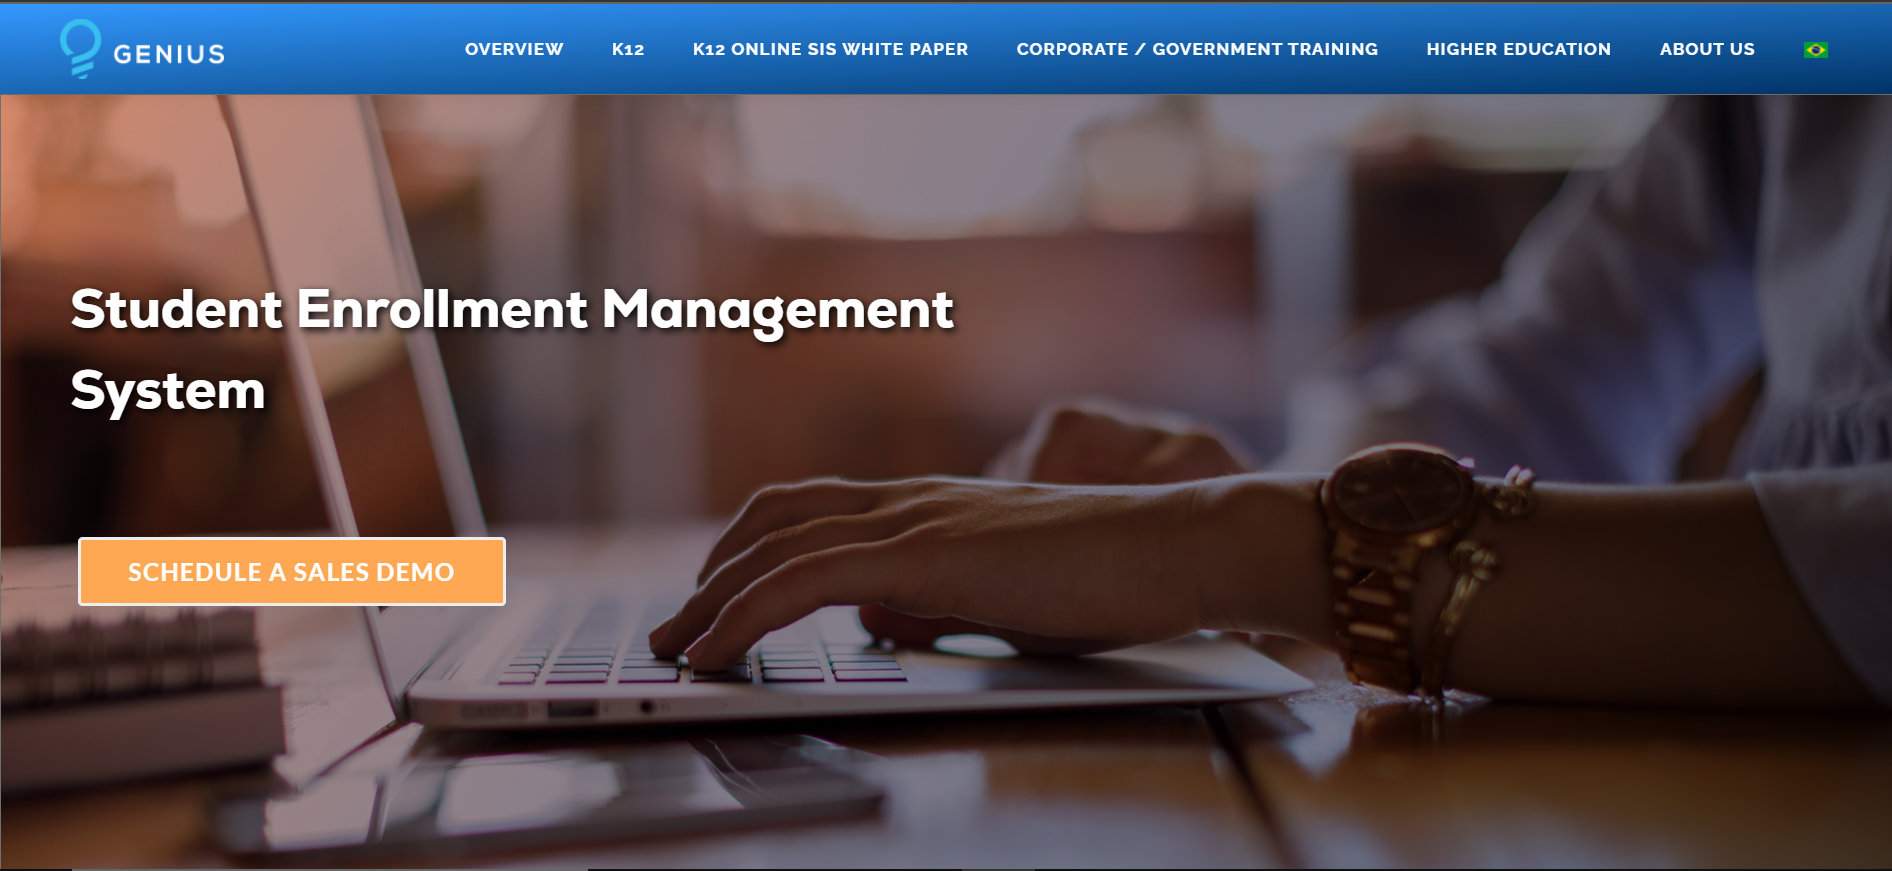 GENIUS
OVERVIEW
K12
K12 ONLINE SIS WHITE PAPER
CORPORATE / GOVERNMENT TRAINING
HIGHER EDUCATION
ABOUT US
Student Enrollment Management
System
SCHEDULE A SALES DEMO